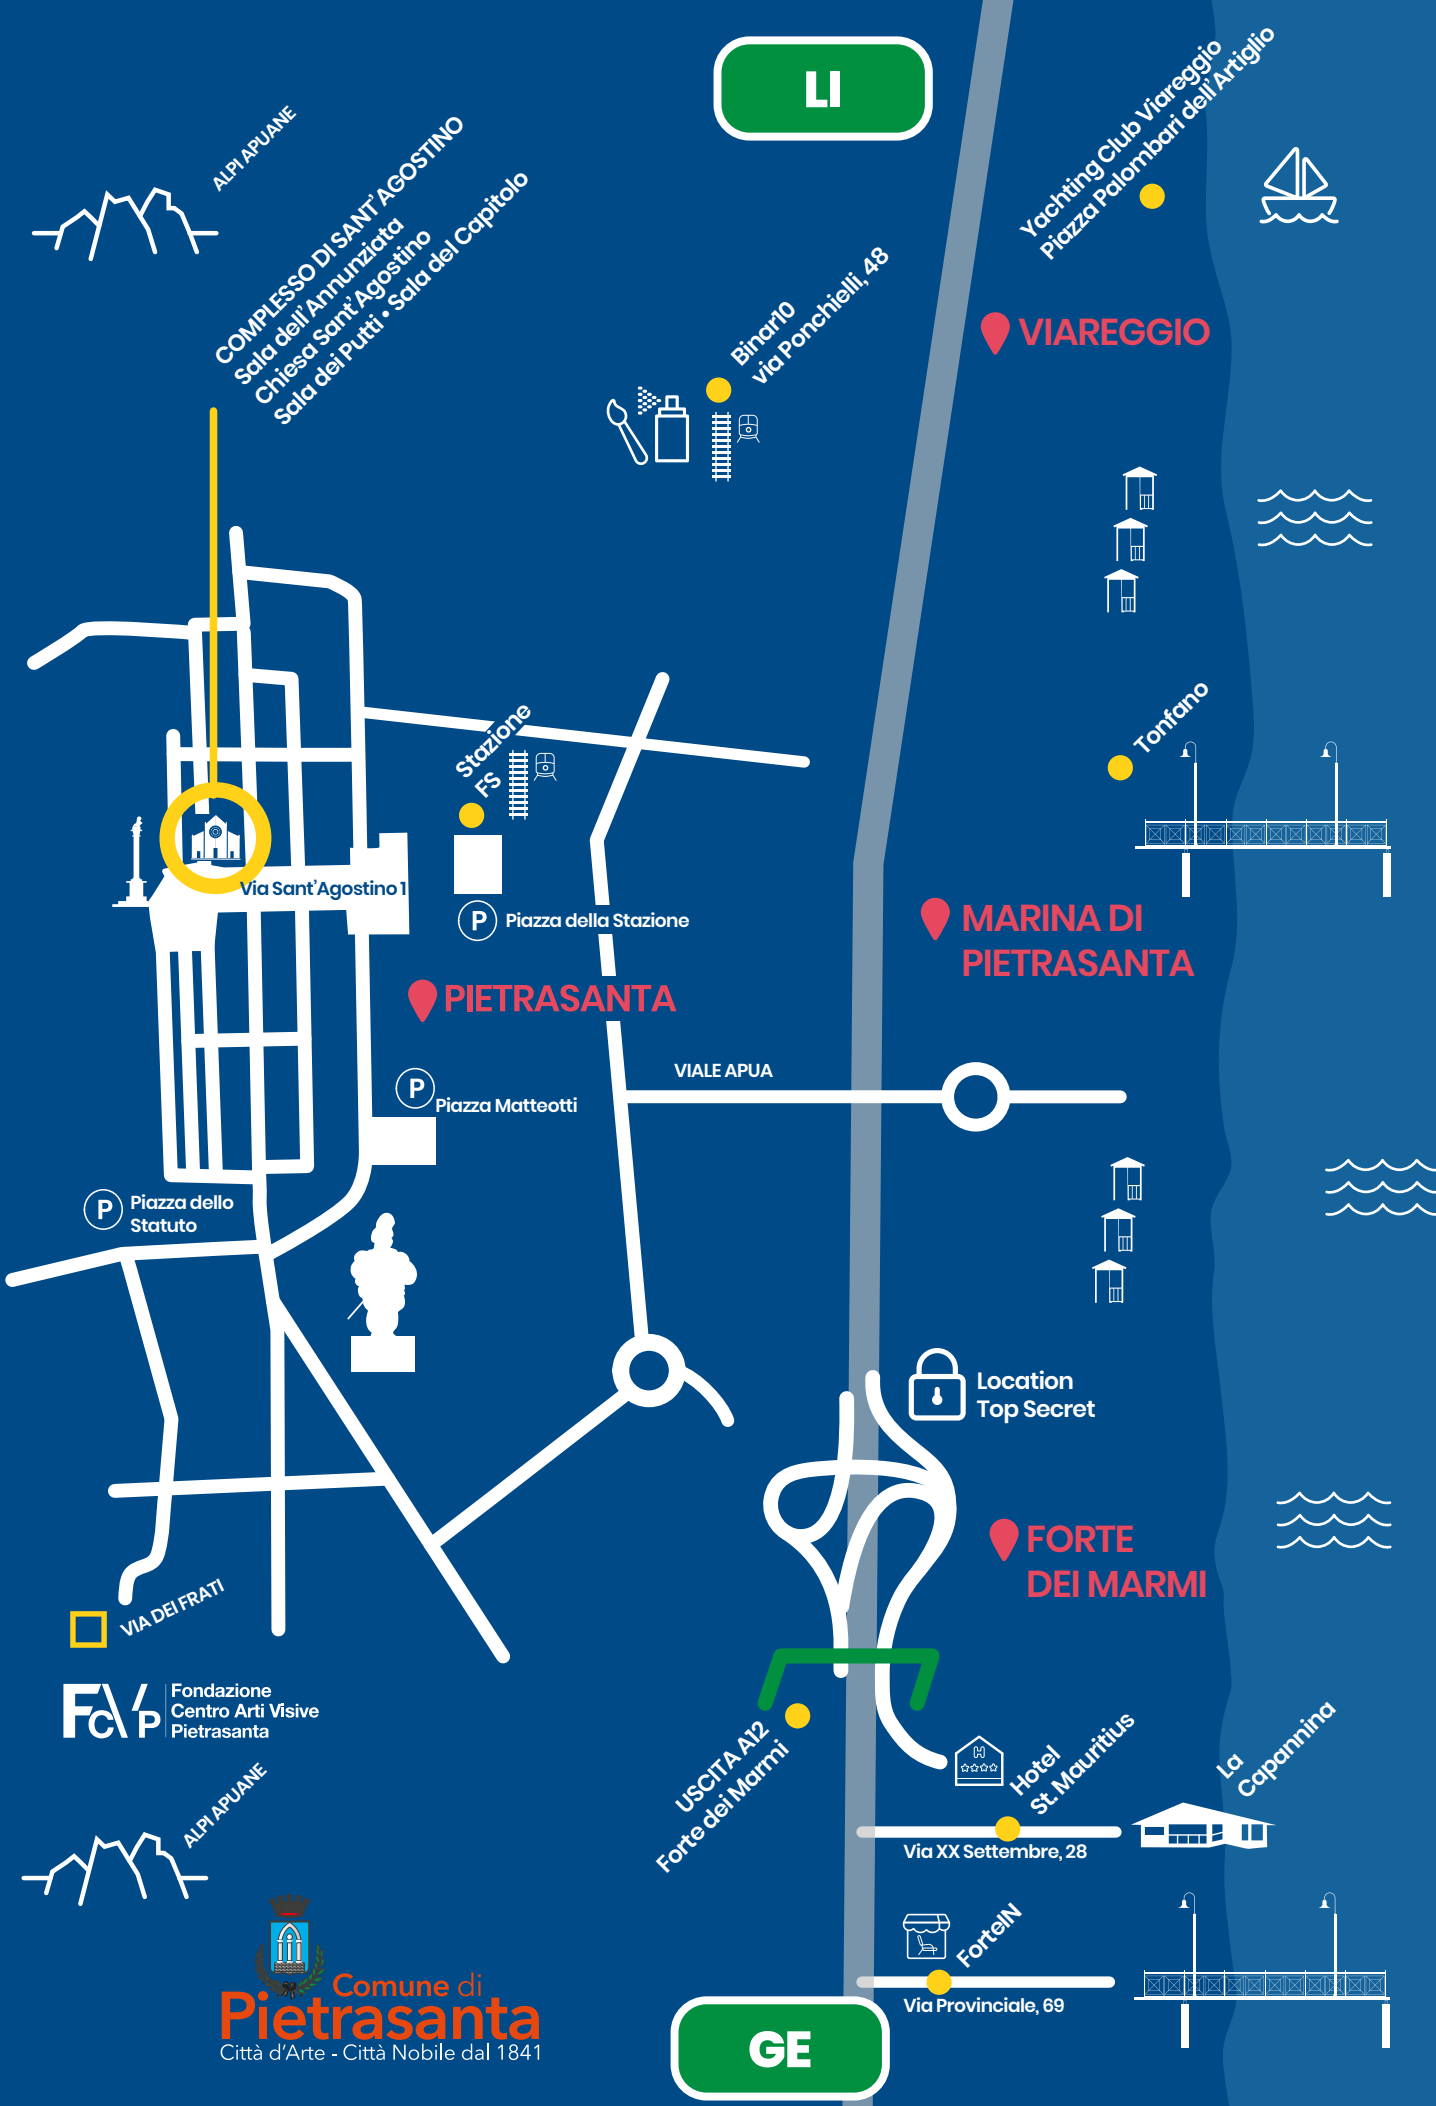 LI
ALPI APUANE
COMPLESSO DI SANT'AGOSTINO
Sala dell'Annunziata
Chiesa Sant'Agostino
Sala dei Putti • Sala del Capitolo
Yachting Club Viareggio
Piazza Palombari dell'Artiglio
Binar10
via Ponchielli, 48
VIAREGGIO
Stazione
FS
Tonfano
Via Sant'Agostino 1
P
Piazza della Stazione
MARINA DI
PIETRASANTA
PIETRASANTA
VIALE APUA
P
Piazza Matteotti
P
Piazza dello
Statuto
Location
Top Secret
FORTE
DEI MARMI
VIA DEI FRATI
FCAVP
Fondazione
Centro Arti Visive
Pietrasanta
USCITA A12
Forte dei Marmi
H
Hotel
St. Mauritius
La
Capannina
Via XX Settembre, 28
ALPI APUANE
ForteIN
Via Provinciale, 69
Comune di
Pietrasanta
Città d'Arte - Città Nobile dal 1841
GE